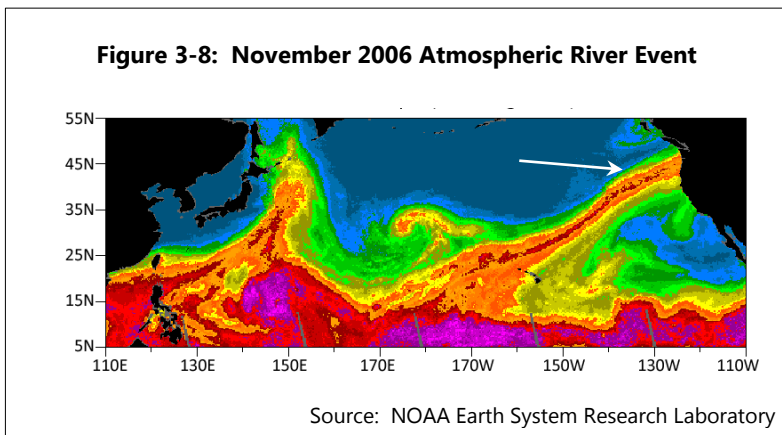 Figure 3-8: November 2006 Atmospheric River Event
55N
45N
35N
25N
15N
5N
110E 130E 150E 170E 170W 150W 130W 110W
Source: NOAA Earth System Research Laboratory